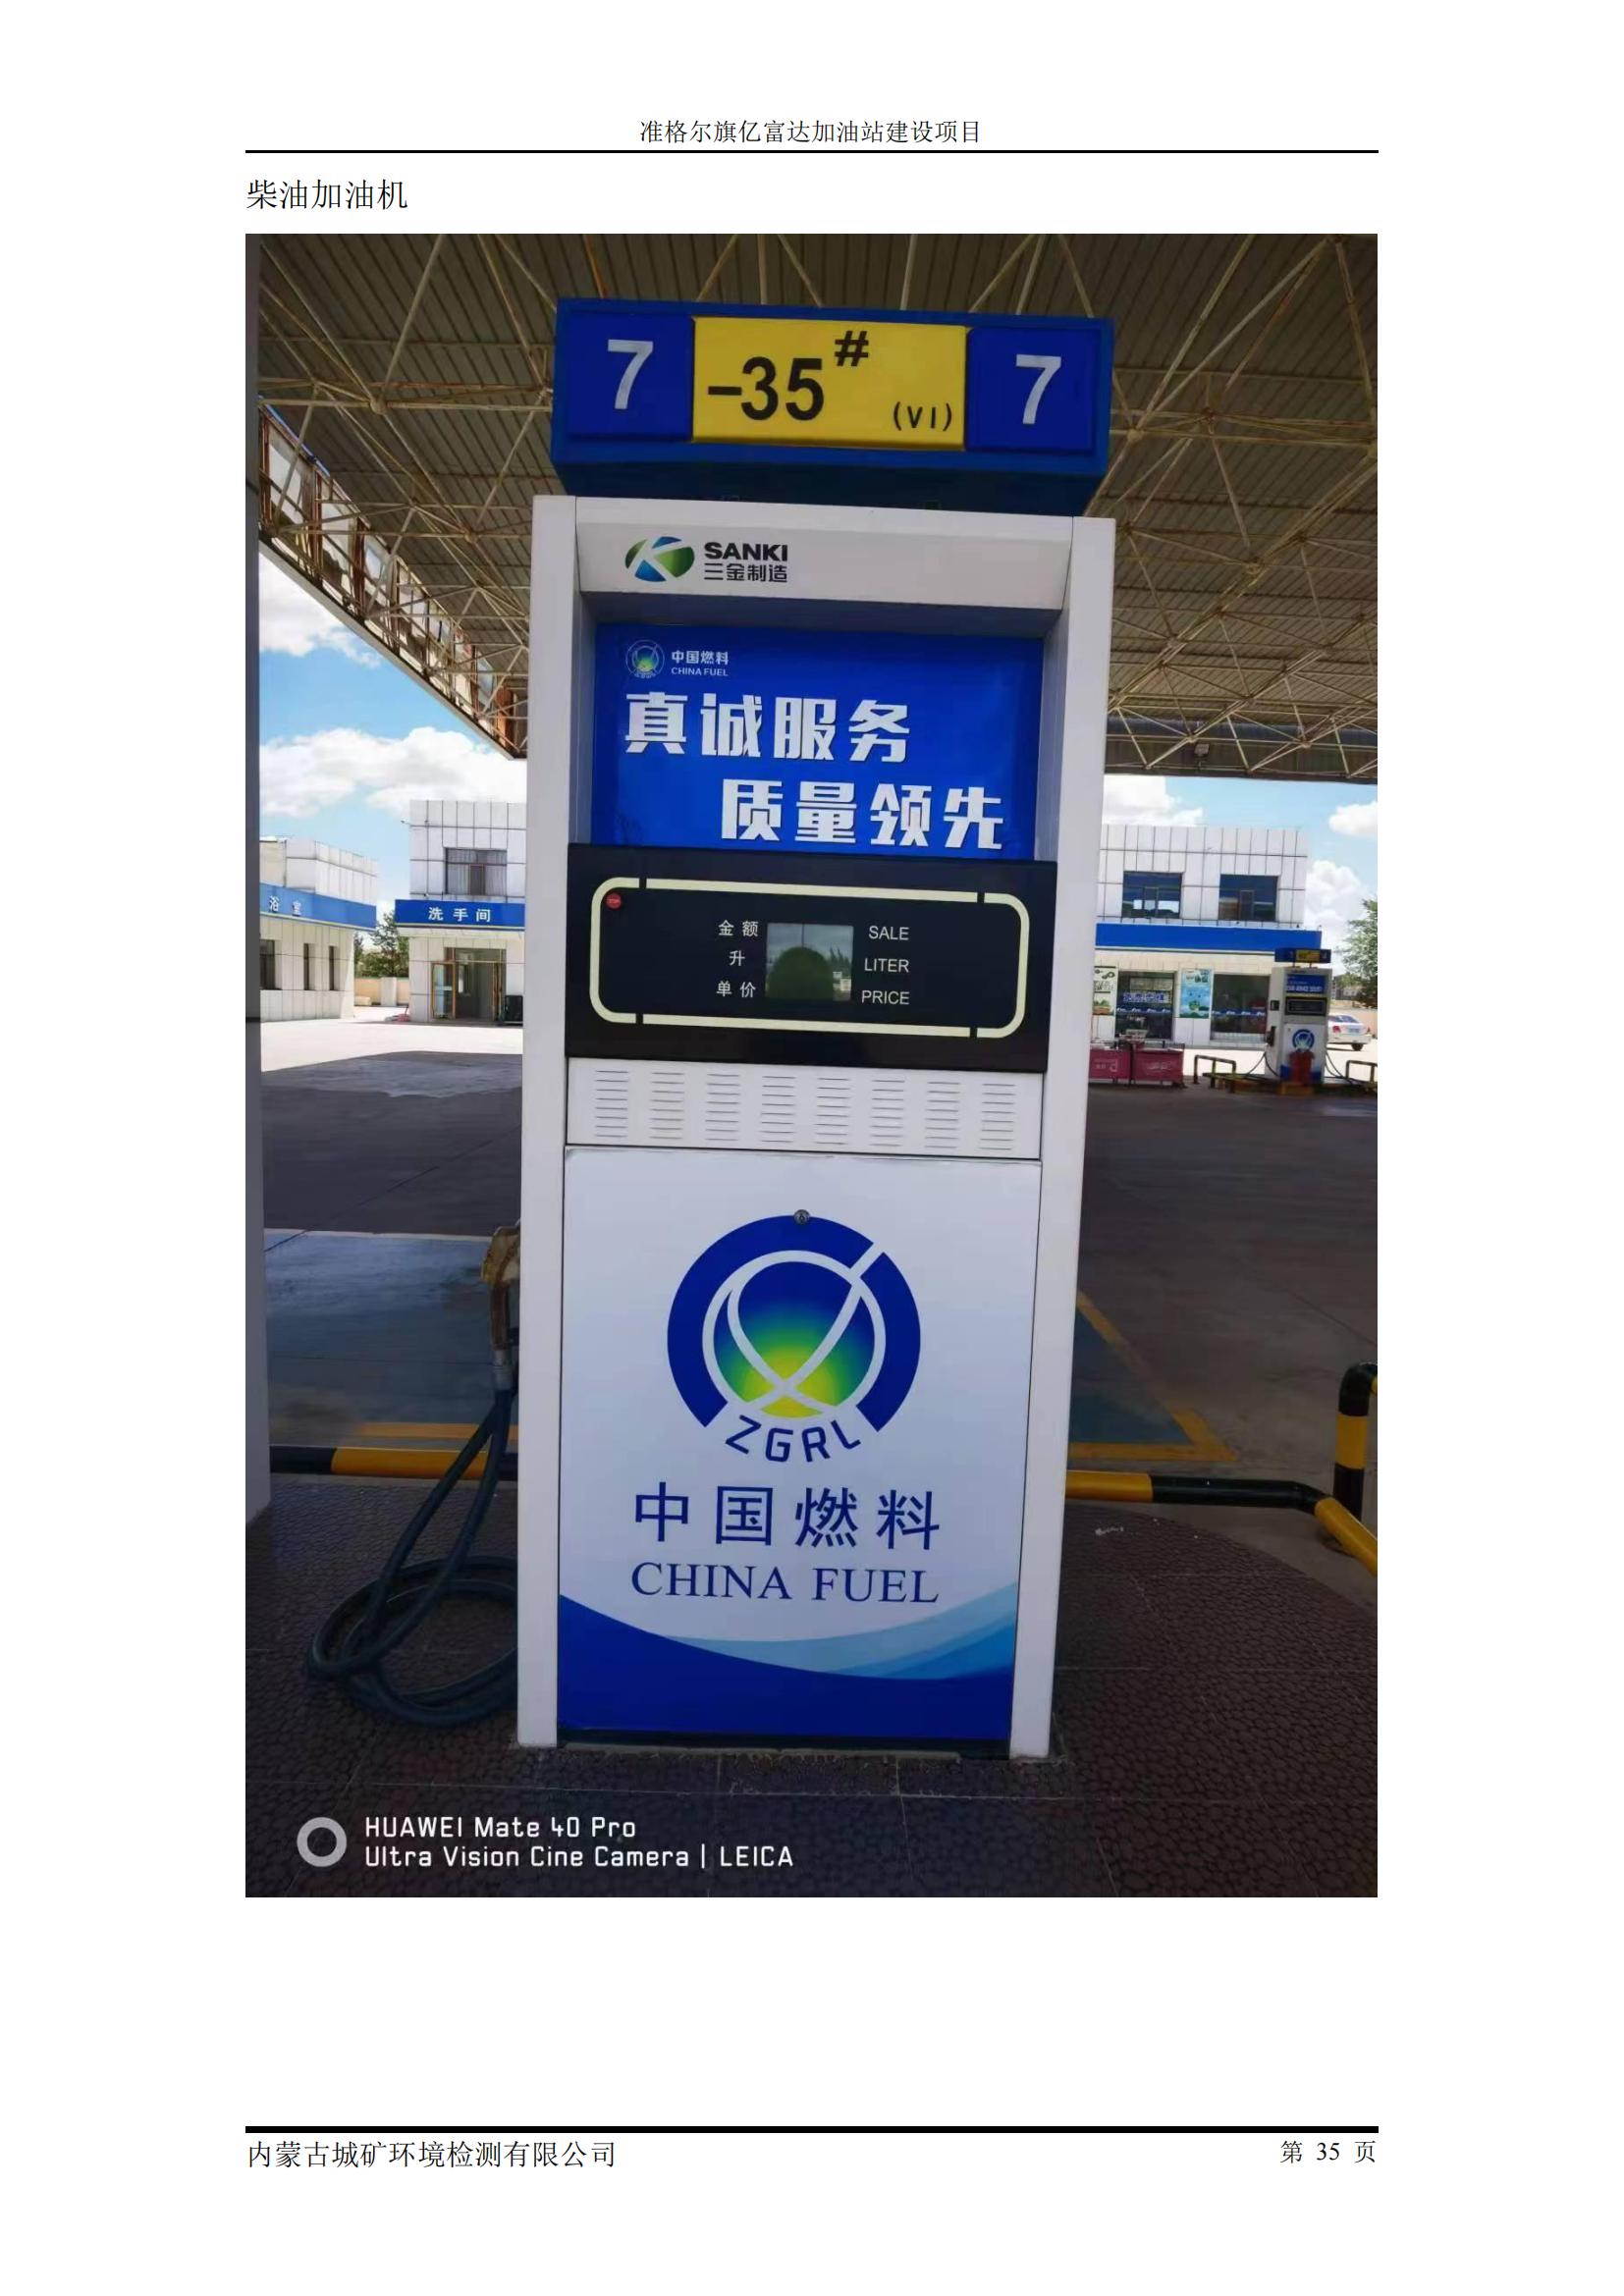 准格尔旗亿富达加油站建设项目
柴油加油机
7 -35# (VI) 7
SANKI
三金制造
中国燃料
CHINA FUEL
真诚服务
质量领先
金额 SALE
升 LITER
单价 PRICE
浴室
洗手间
ZGRL
中国燃料
CHINA FUEL
HUAWEI Mate 40 Pro
Ultra Vision Cine Camera | LEICA
内蒙古城矿环境检测有限公司
第 35 页